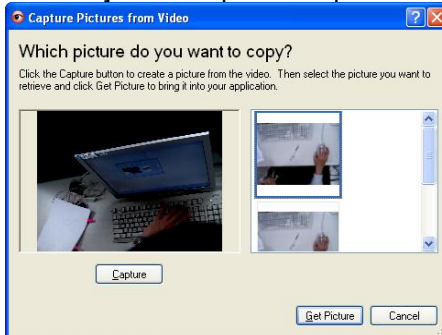 Capture Pictures from Video
Which picture do you want to copy?
Click the Capture button to create a picture from the video. Then select the picture you want to
retrieve and click Get Picture to bring it into your application.
Capture
Get Picture
Cancel